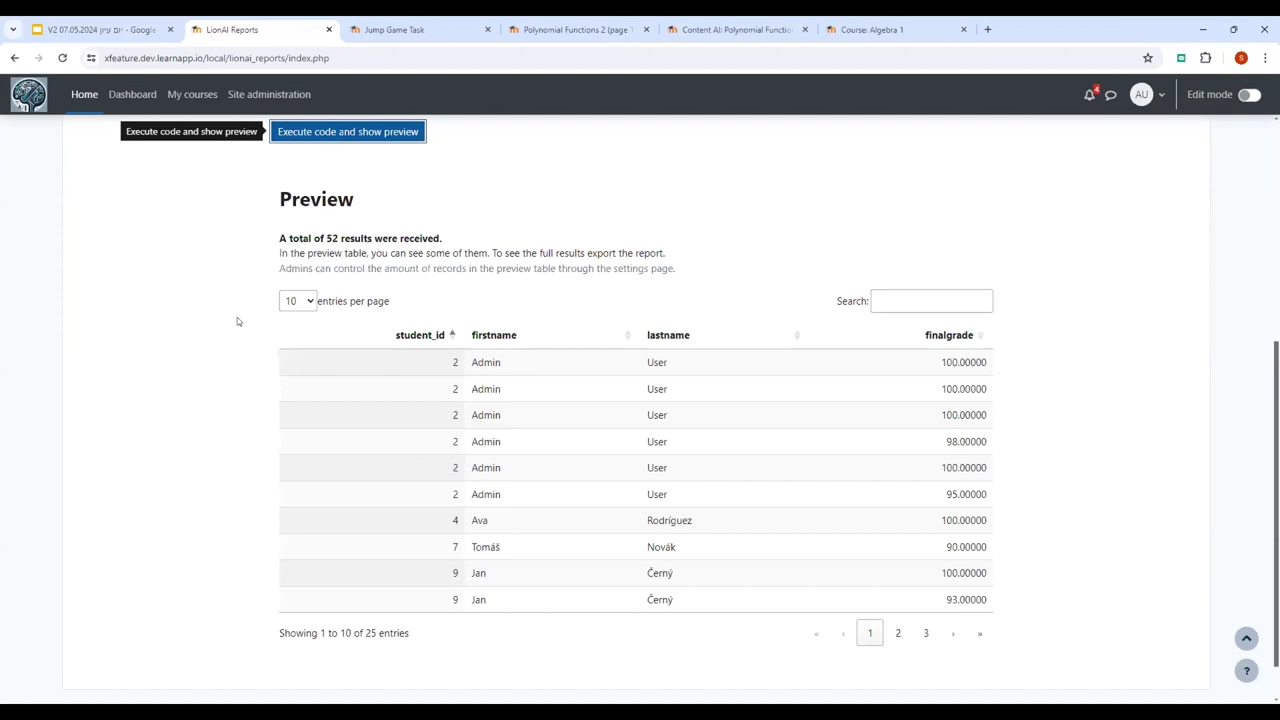 V2 07.05.2024 יום עיון - Google
LionAI Reports
Jump Game Task
Polynomial Functions 2 (page 1
Content AI: Polynomial Functio
Course: Algebra 1
xfeature.dev.learnapp.io/local/lionai_reports/index.php
S
Home Dashboard My courses Site administration
4
AU
Edit mode
Execute code and show preview
Execute code and show preview
Preview
A total of 52 results were received.
In the preview table, you can see some of them. To see the full results export the report.
Admins can control the amount of records in the preview table through the settings page.
10 entries per page
Search:
student_id firstname lastname finalgrade
2 Admin User 100.00000
2 Admin User 100.00000
2 Admin User 100.00000
2 Admin User 98.00000
2 Admin User 100.00000
2 Admin User 95.00000
4 Ava Rodríguez 100.00000
7 Tomáš Novák 90.00000
9 Jan Černý 100.00000
9 Jan Černý 93.00000
Showing 1 to 10 of 25 entries
« ‹ 1 2 3 › »
?